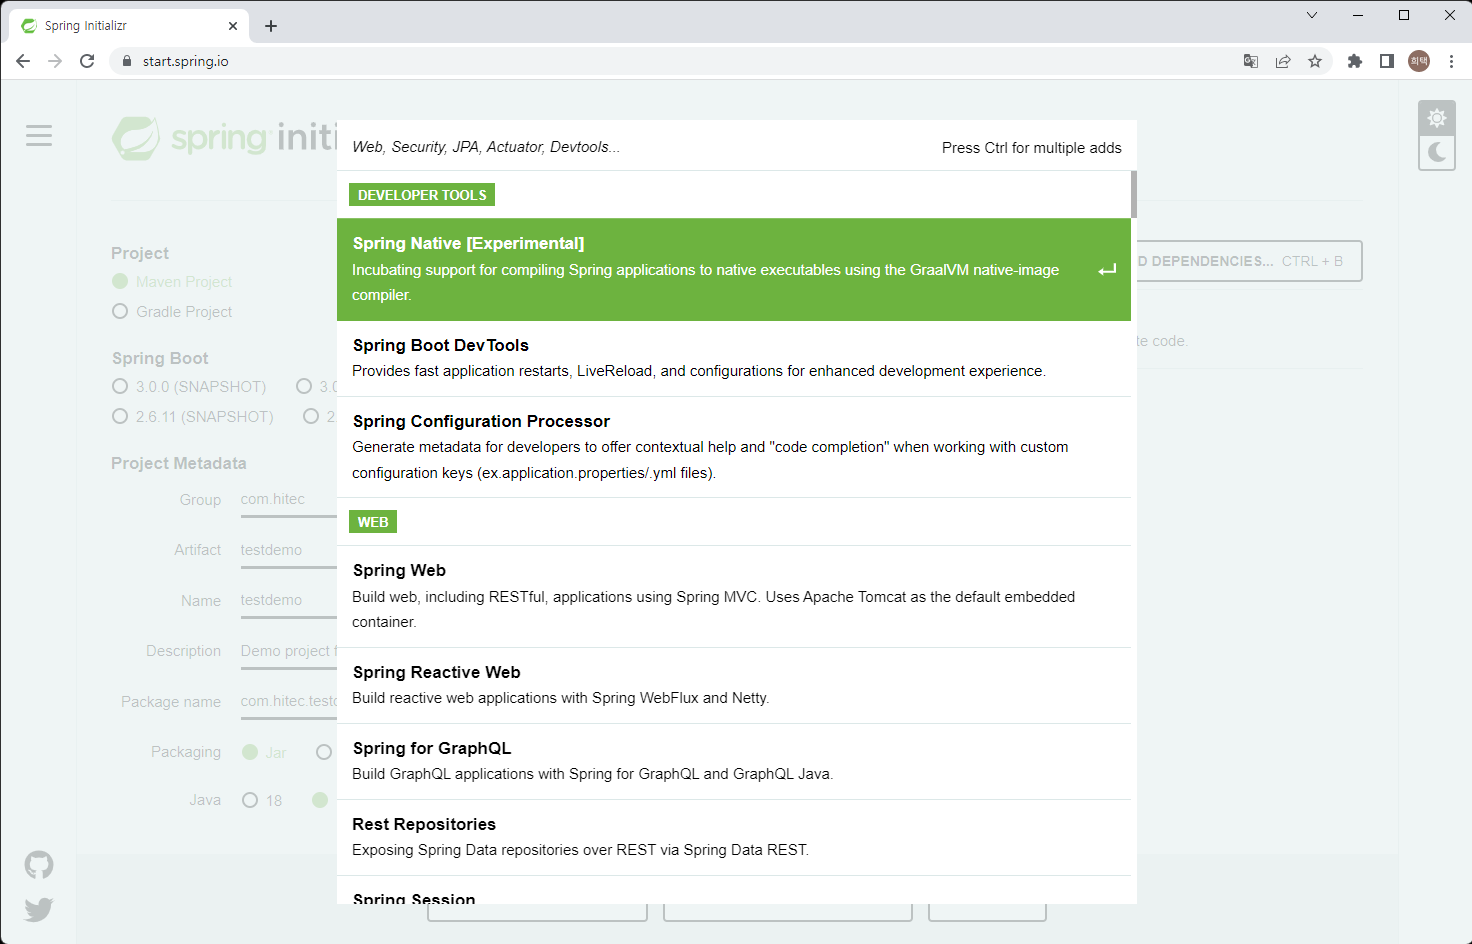 Spring Initializr
start.spring.io
희택
spring initi
Web, Security, JPA, Actuator, Devtools...
Press Ctrl for multiple adds
DEVELOPER TOOLS
Spring Native [Experimental]
Incubating support for compiling Spring applications to native executables using the GraalVM native-image
compiler.
Spring Boot DevTools
Provides fast application restarts, LiveReload, and configurations for enhanced development experience.
Spring Configuration Processor
Generate metadata for developers to offer contextual help and "code completion" when working with custom
configuration keys (ex.application.properties/.yml files).
WEB
Spring Web
Build web, including RESTful, applications using Spring MVC. Uses Apache Tomcat as the default embedded
container.
Spring Reactive Web
Build reactive web applications with Spring WebFlux and Netty.
Spring for GraphQL
Build GraphQL applications with Spring for GraphQL and GraphQL Java.
Rest Repositories
Exposing Spring Data repositories over REST via Spring Data REST.
Spring Session
Project
Maven Project
Gradle Project
Spring Boot
3.0.0 (SNAPSHOT) 3.0
2.6.11 (SNAPSHOT) 2.
Project Metadata
Group com.hitec
Artifact testdemo
Name testdemo
Description Demo project f
Package name com.hitec.testd
Packaging Jar
Java 18
D DEPENDENCIES... CTRL + B
te code.